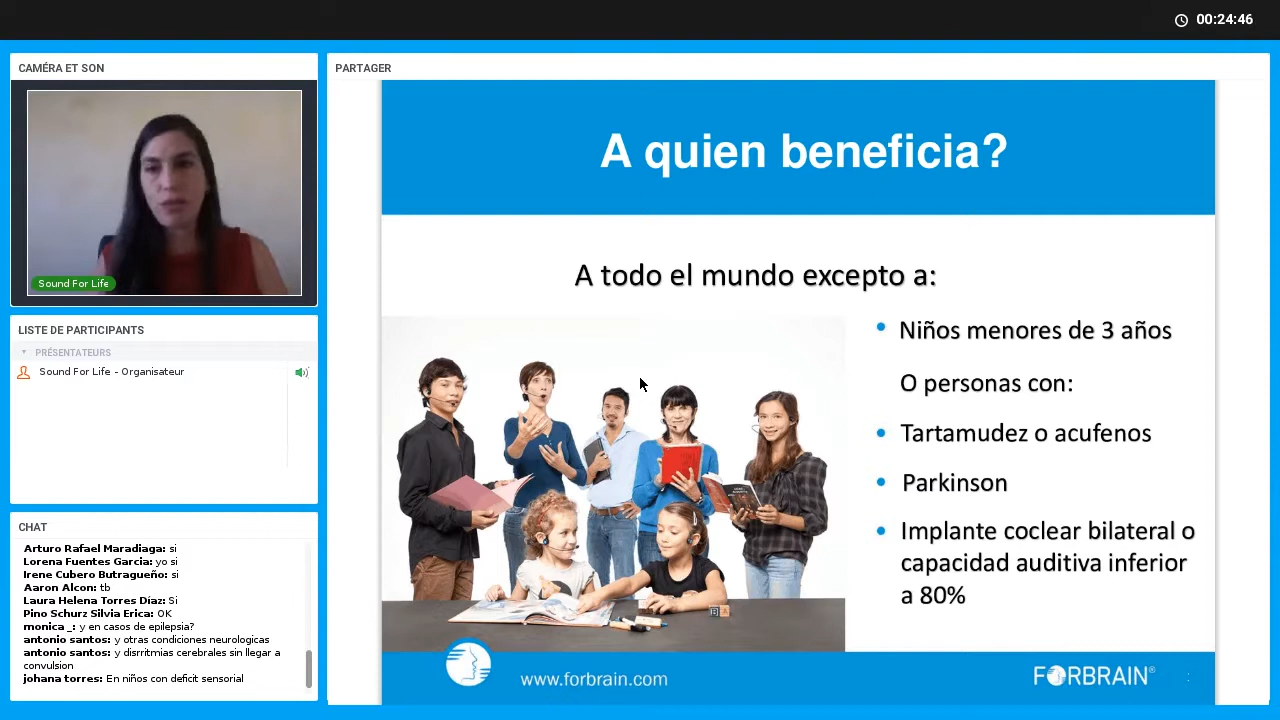 00:24:46
CAMÉRA ET SON
Sound For Life
LISTE DE PARTICIPANTS
PRÉSENTATEURS
Sound For Life - Organisateur
CHAT
Arturo Rafael Maradiaga: si
Lorena Fuentes Garcia: yo si
Irene Cubero Butragueño: si
Aaron Alcon: tb
Laura Helena Torres Díaz: Si
Pino Schurz Silvia Erica: OK
monica _: y en casos de epilepsia?
antonio santos: y otras condiciones neurologicas
antonio santos: y disrritmias cerebrales sin llegar a
convulsion
johana torres: En niños con deficit sensorial
PARTAGER
A quien beneficia?
A todo el mundo excepto a:
• Niños menores de 3 años
O personas con:
• Tartamudez o acufenos
• Parkinson
• Implante coclear bilateral o
capacidad auditiva inferior
a 80%
www.forbrain.com
FORBRAIN®